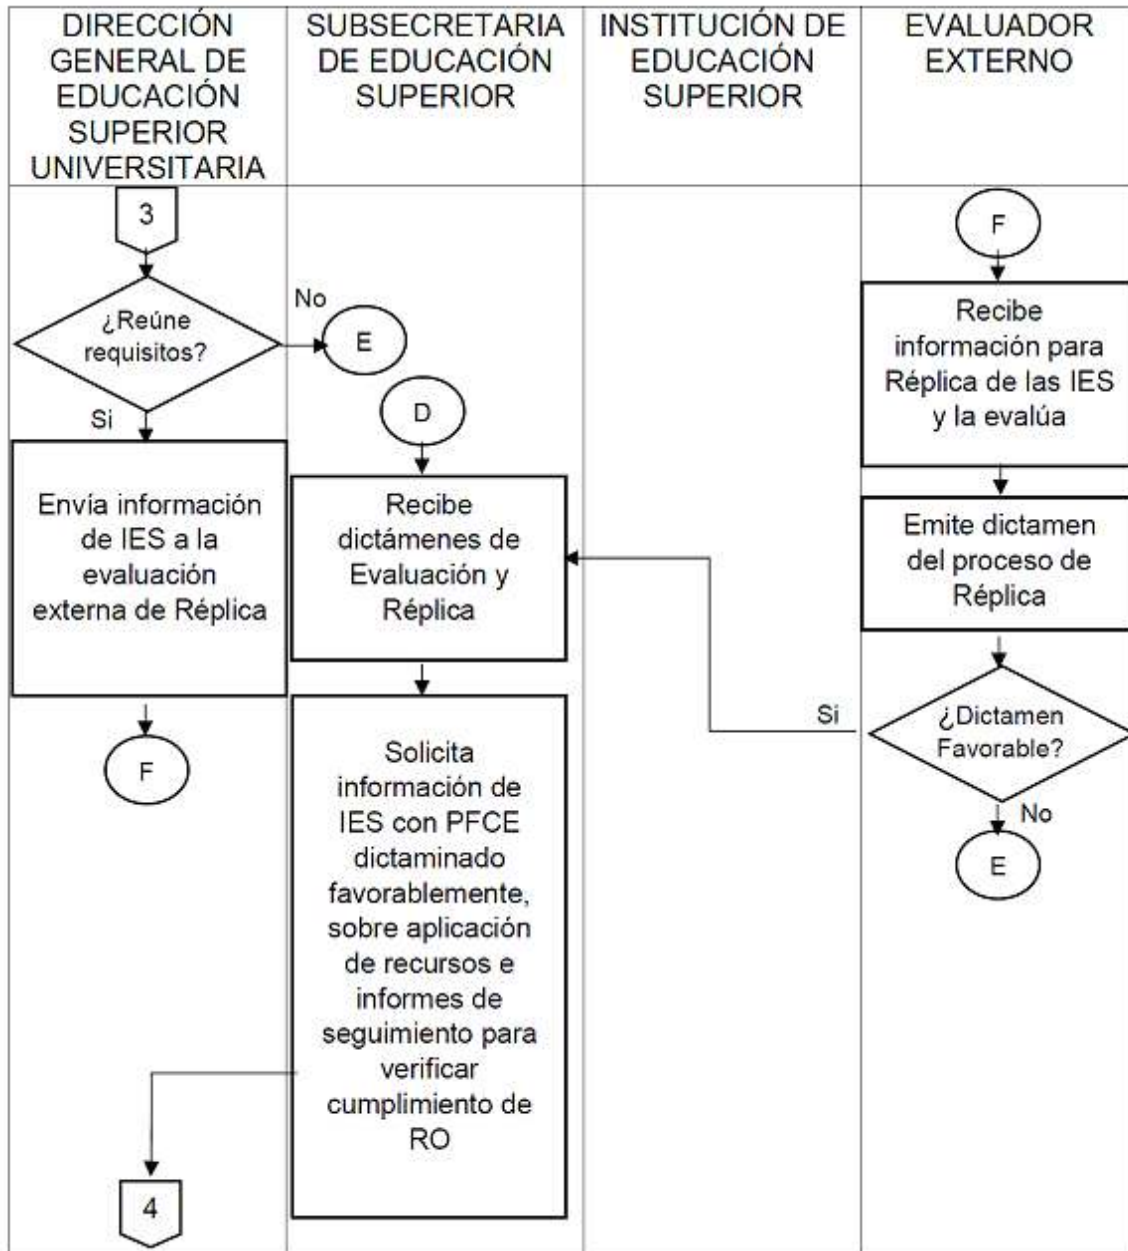 DIRECCIÓN
GENERAL DE
EDUCACIÓN
SUPERIOR
UNIVERSITARIA
SUBSECRETARIA
DE EDUCACIÓN
SUPERIOR
INSTITUCIÓN DE
EDUCACIÓN
SUPERIOR
EVALUADOR
EXTERNO
3
¿Reúne
requisitos?
No
E
Si
Envía información
de IES a la
evaluación
externa de Réplica
F
D
Recibe
dictámenes de
Evaluación y
Réplica
Solicita
información de
IES con PFCE
dictaminado
favorablemente,
sobre aplicación
de recursos e
informes de
seguimiento para
verificar
cumplimiento de
RO
4
F
Recibe
información para
Réplica de las IES
y la evalúa
Emite dictamen
del proceso de
Réplica
¿Dictamen
Favorable?
Si
No
E